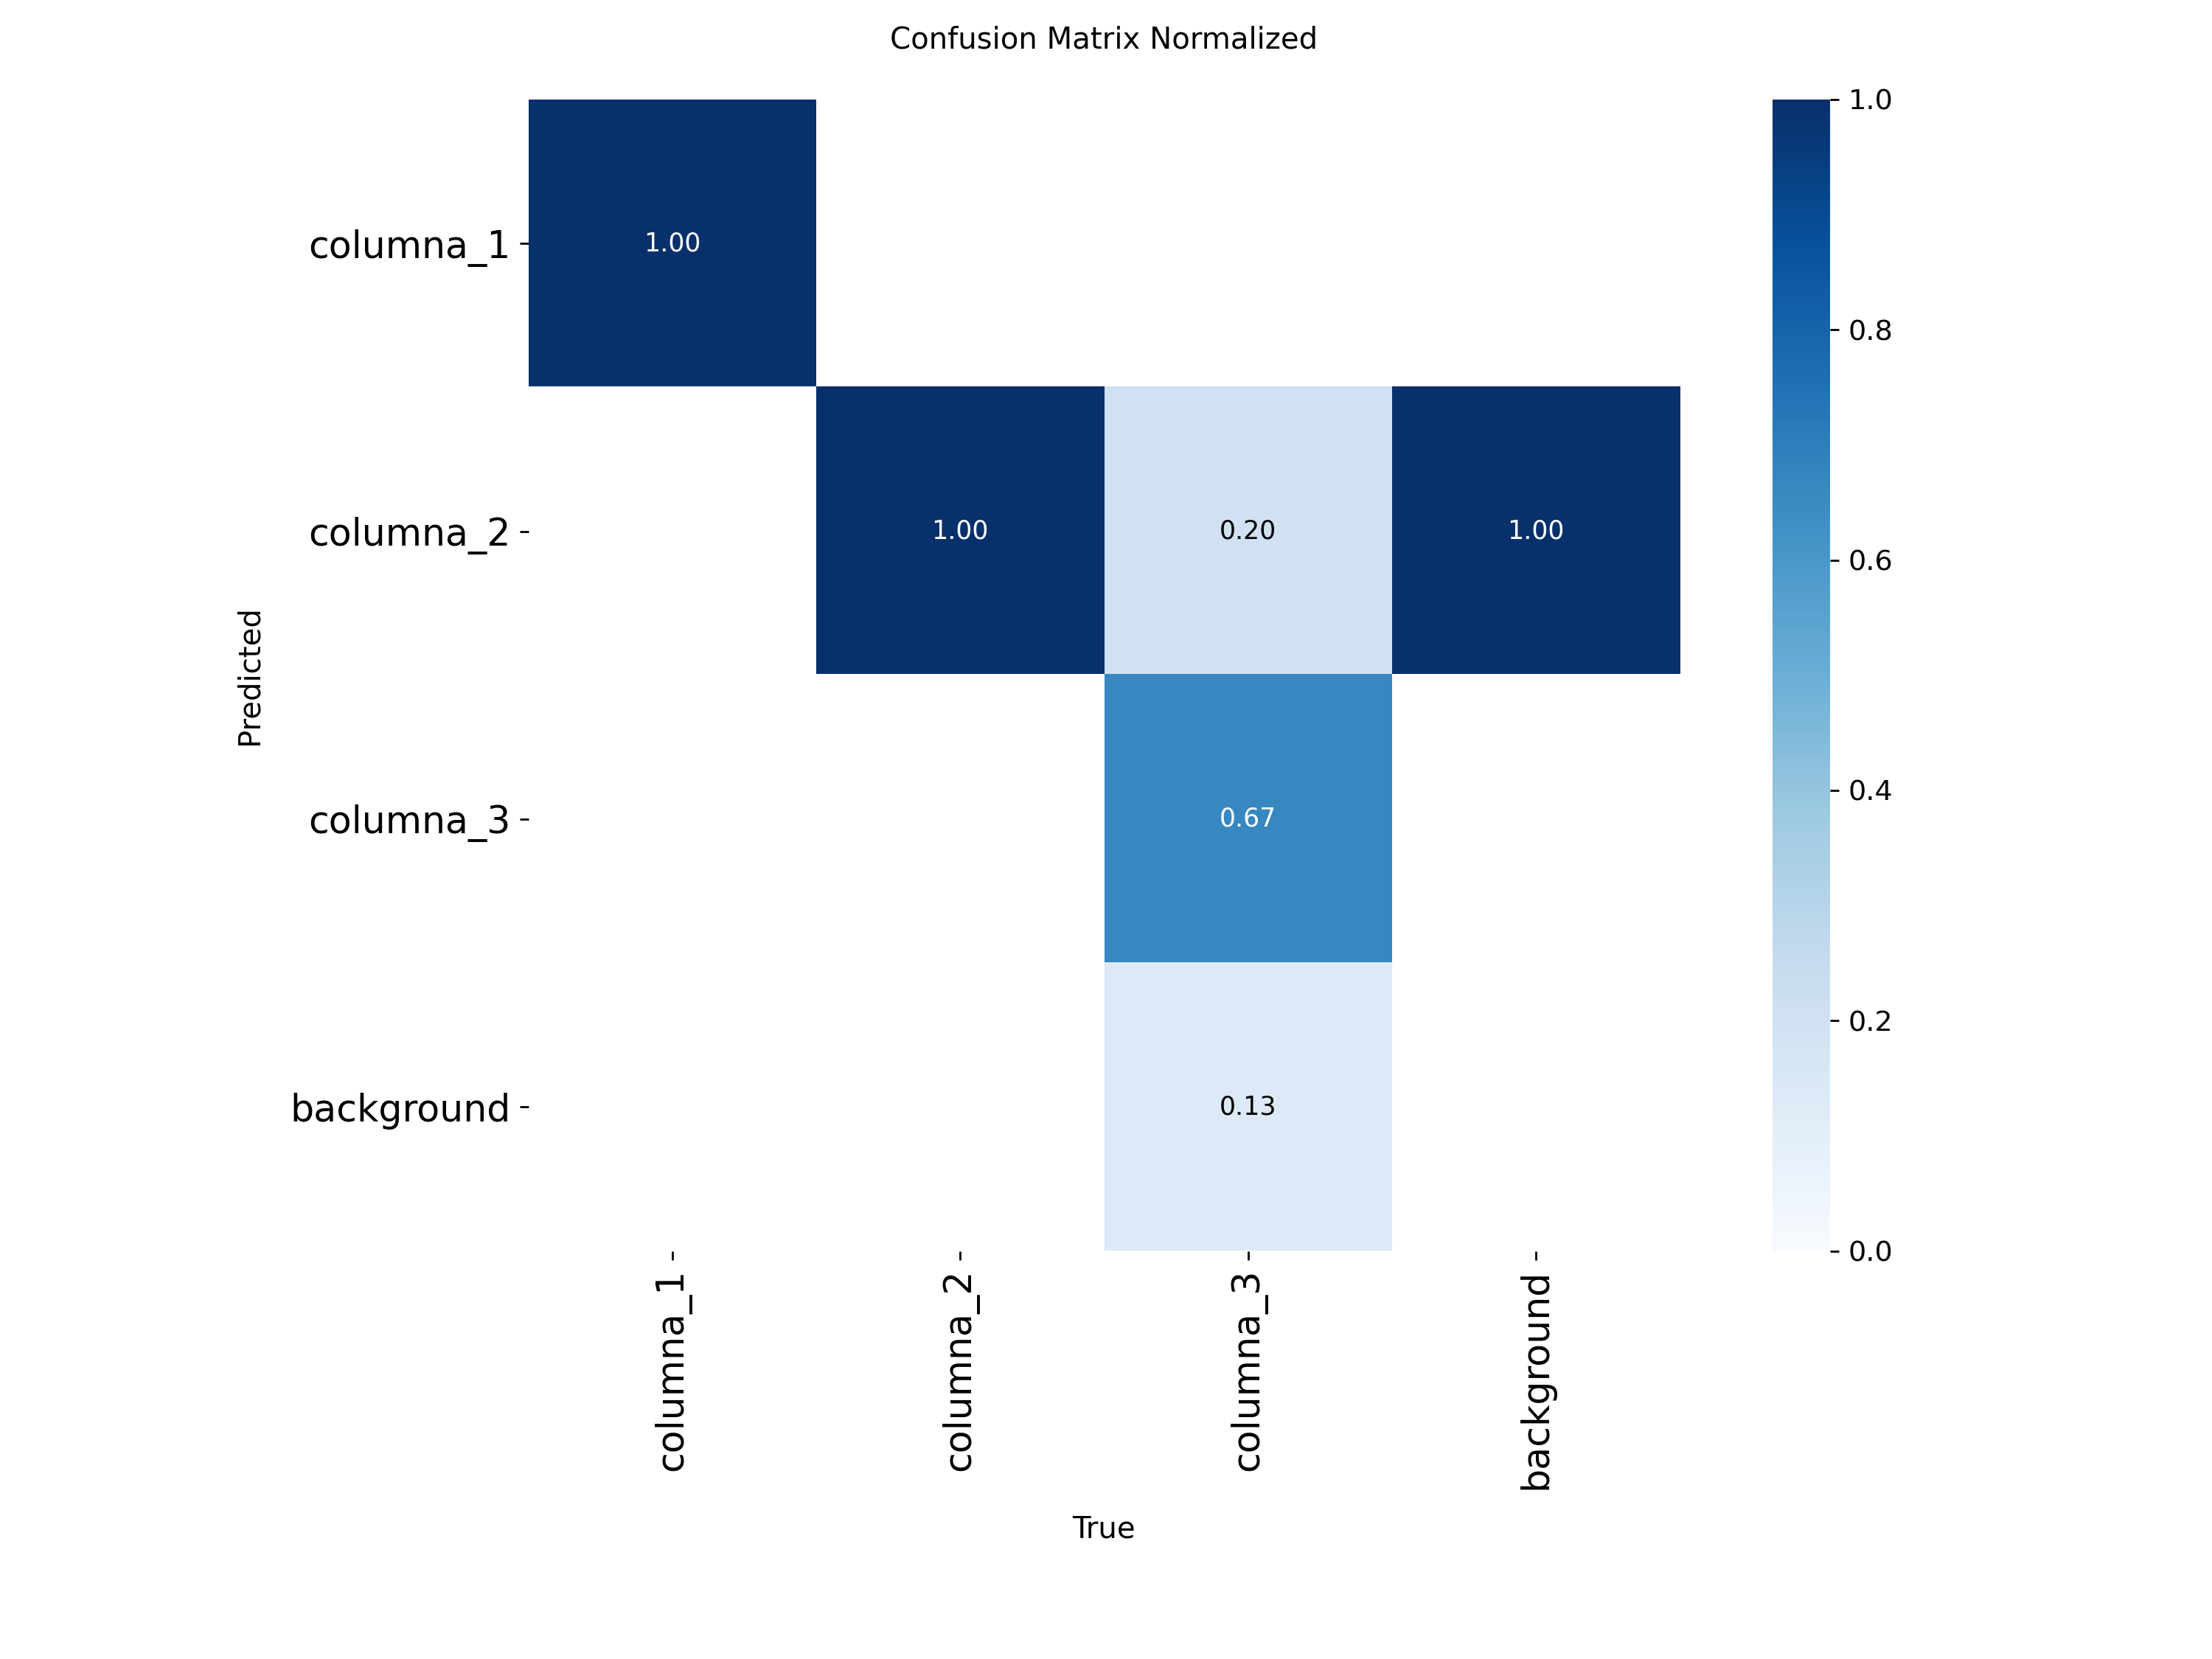 Confusion Matrix Normalized
columna_1
columna_2
columna_3
background
Predicted
1.00
1.00 0.20 1.00
0.67
0.13
columna_1
columna_2
columna_3
background
True
1.0
0.8
0.6
0.4
0.2
0.0